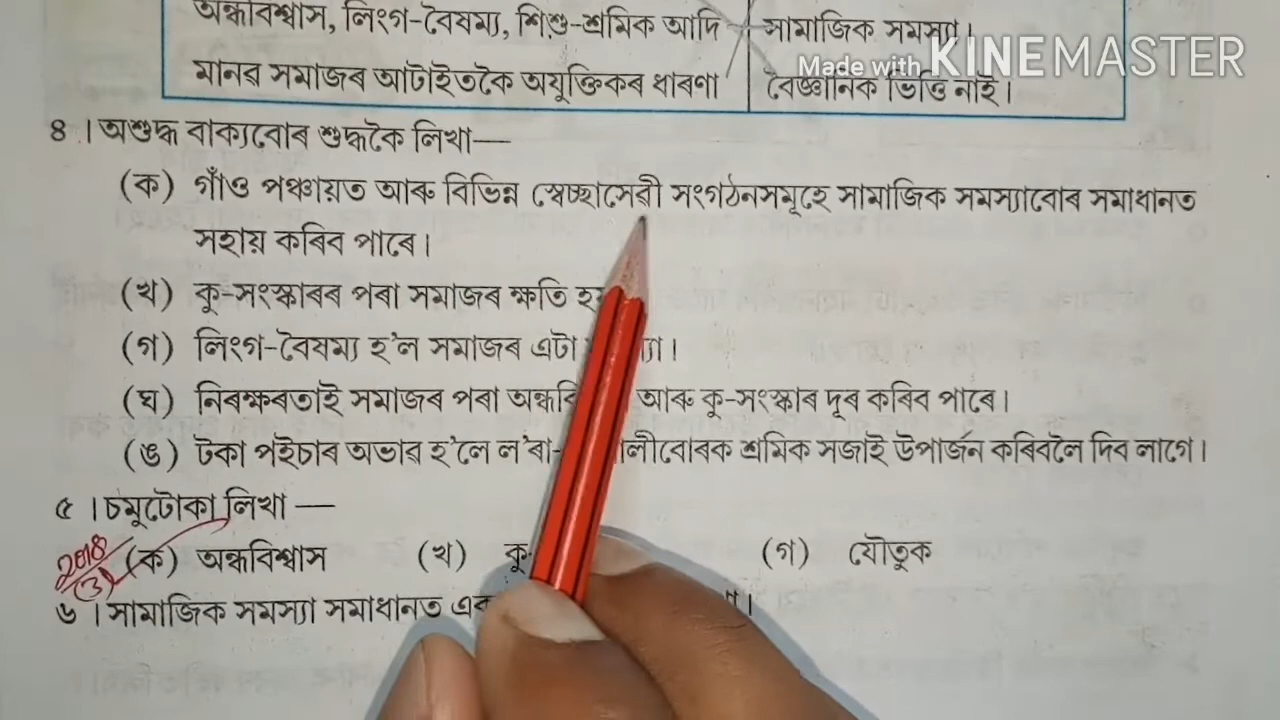 অন্ধবিশ্বাস, লিংগ-বৈষম্য, শিশু-শ্ৰমিক আদি সামাজিক সমস্যা।
Made with KINEMASTER
মানৱ সমাজৰ আটাইতকৈ অযুক্তিকৰ ধাৰণা বৈজ্ঞানিক ভিত্তি নাই।
৪। অশুদ্ধ বাক্যবোৰ শুদ্ধকৈ লিখা—
(ক) গাঁও পঞ্চায়ত আৰু বিভিন্ন স্বেচ্ছাসেৱী সংগঠনসমূহে সামাজিক সমস্যাবোৰ সমাধানত
সহায় কৰিব পাৰে।
(খ) কু-সংস্কাৰৰ পৰা সমাজৰ ক্ষতি
(গ) লিংগ-বৈষম্য হ'ল সমাজৰ এটা
(ঘ) নিৰক্ষৰতাই সমাজৰ পৰা আৰু কু-সংস্কাৰ দূৰ কৰিব পাৰে।
(ঙ) টকা পইচাৰ অভাৱ হ'লে ল'ৰা- শ্ৰমিক সজাই উপাৰ্জন কৰিবলৈ দিব লাগে।
৫। চমুটোকা লিখা —
2018
(3) (ক) অন্ধবিশ্বাস (খ) (গ) যৌতুক
৬। সামাজিক সমস্যা সমাধানত